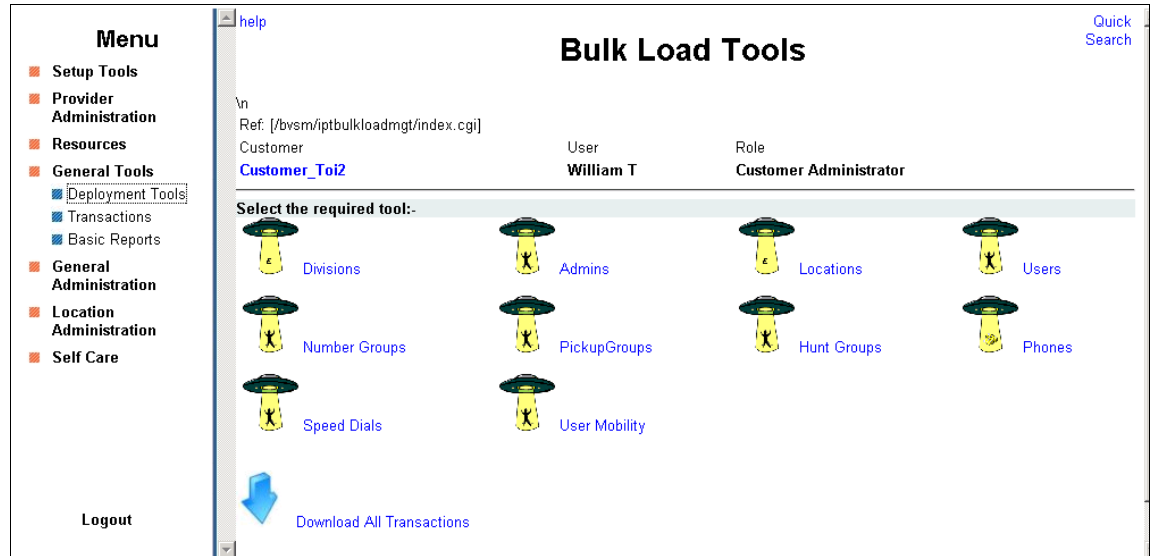 Menu
Setup Tools
Provider
Administration
Resources
General Tools
Deployment Tools
Transactions
Basic Reports
General
Administration
Location
Administration
Self Care
Logout
help
Quick
Search
Bulk Load Tools
\n
Ref: [/bvsm/iptbulkloadmgt/index.cgi]
Customer User Role
Customer_Toi2 William T Customer Administrator
Select the required tool:-
Divisions Admins Locations Users
Number Groups PickupGroups Hunt Groups Phones
Speed Dials User Mobility
Download All Transactions